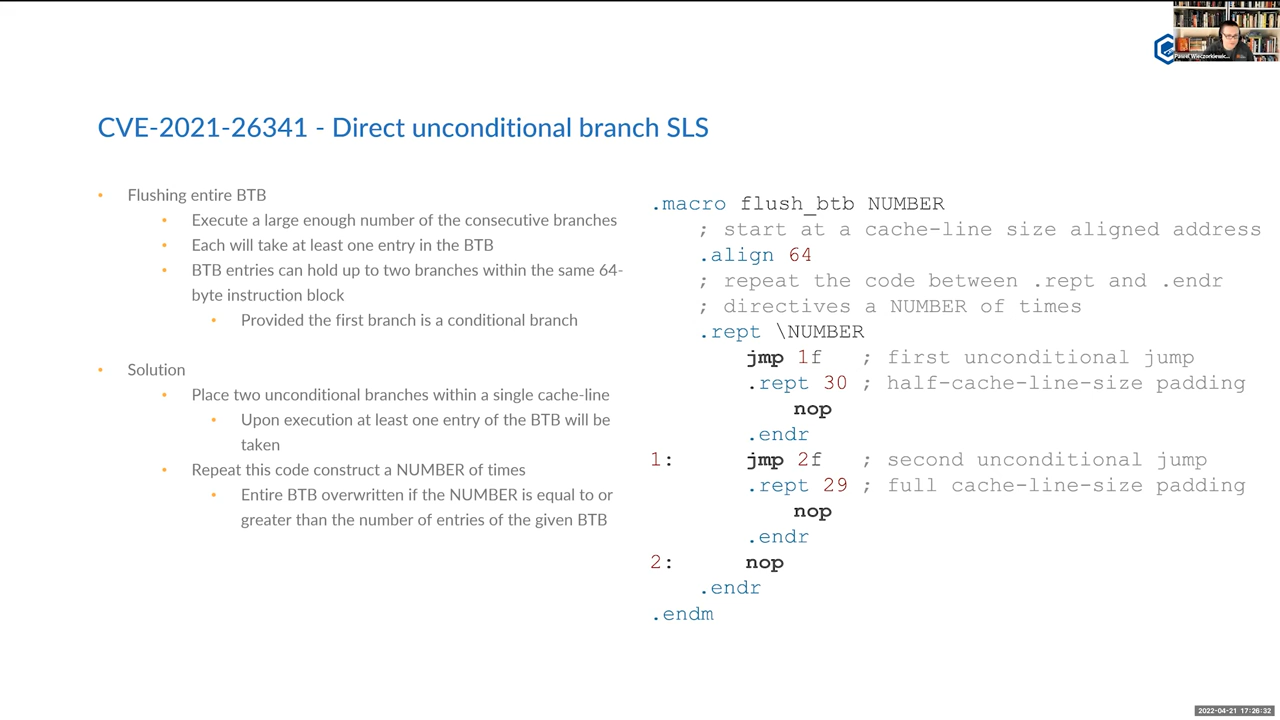 Paweł Wieczorkiewic...
CVE-2021-26341 - Direct unconditional branch SLS
• Flushing entire BTB
• Execute a large enough number of the consecutive branches
• Each will take at least one entry in the BTB
• BTB entries can hold up to two branches within the same 64-
byte instruction block
• Provided the first branch is a conditional branch
• Solution
• Place two unconditional branches within a single cache-line
• Upon execution at least one entry of the BTB will be
taken
• Repeat this code construct a NUMBER of times
• Entire BTB overwritten if the NUMBER is equal to or
greater than the number of entries of the given BTB
.macro flush_btb NUMBER
; start at a cache-line size aligned address
.align 64
; repeat the code between .rept and .endr
; directives a NUMBER of times
.rept \NUMBER
jmp 1f ; first unconditional jump
.rept 30 ; half-cache-line-size padding
nop
.endr
1: jmp 2f ; second unconditional jump
.rept 29 ; full cache-line-size padding
nop
.endr
2: nop
.endr
.endm
2022-04-21 17:26:32